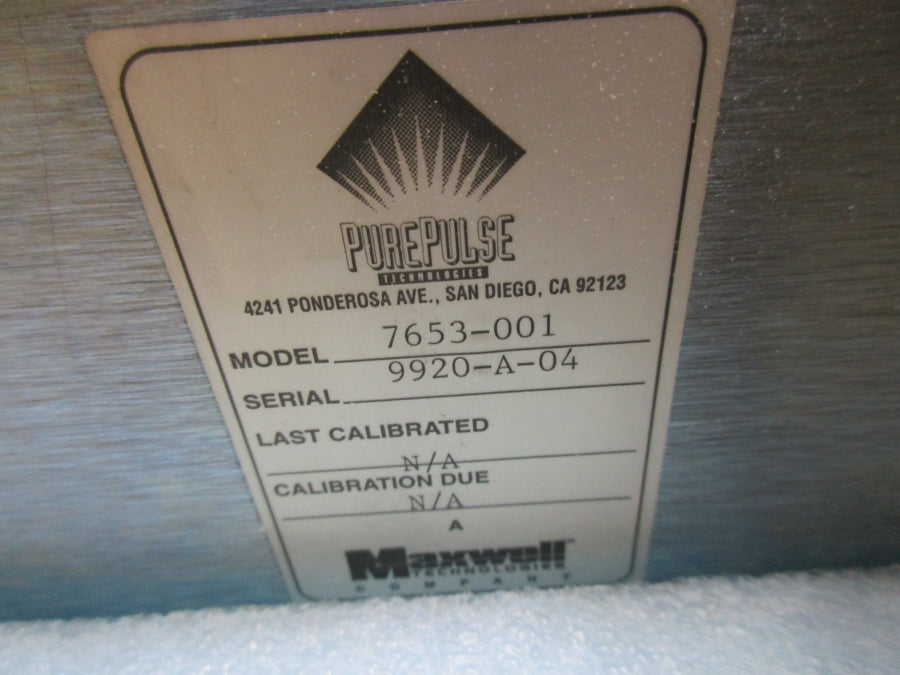 PUREPULSE
TECHNOLOGIES
4241 PONDEROSA AVE., SAN DIEGO, CA 92123
MODEL 7653-001
SERIAL 9920-A-04
LAST CALIBRATED
N/A
CALIBRATION DUE
N/A
A
Maxwell™
TECHNOLOGIES
COMPANY